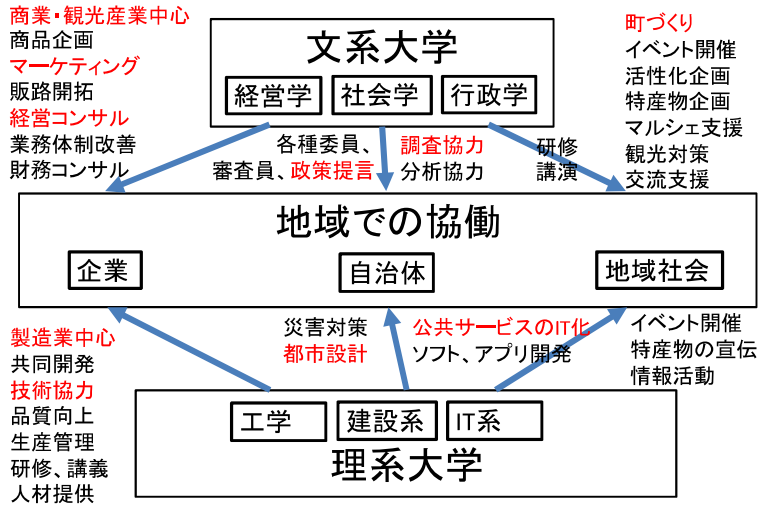 商業・観光産業中心
商品企画
マーケティング
販路開拓
経営コンサル
業務体制改善
財務コンサル
文系大学
経営学
社会学
行政学
町づくり
イベント開催
活性化企画
特産物企画
マルシェ支援
観光対策
交流支援
各種委員、
審査員、政策提言
調査協力
分析協力
研修
講演
地域での協働
企業
自治体
地域社会
製造業中心
共同開発
技術協力
品質向上
生産管理
研修、講義
人材提供
災害対策
都市設計
公共サービスのIT化
ソフト、アプリ開発
イベント開催
特産物の宣伝
情報活動
工学
建設系
IT系
理系大学